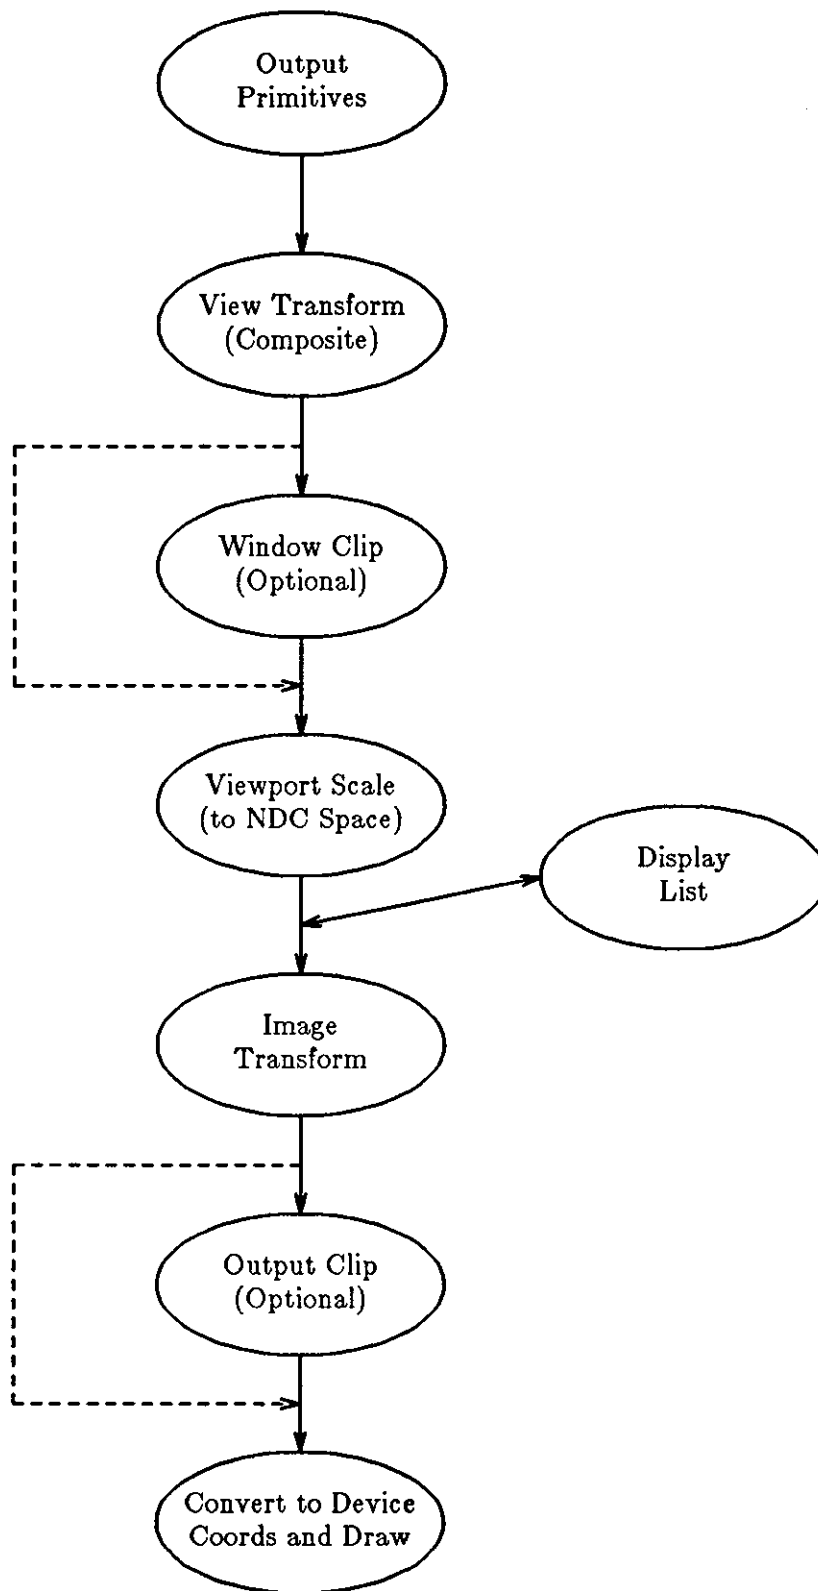 Output
Primitives
View Transform
(Composite)
Window Clip
(Optional)
Viewport Scale
(to NDC Space)
Display
List
Image
Transform
Output Clip
(Optional)
Convert to Device
Coords and Draw